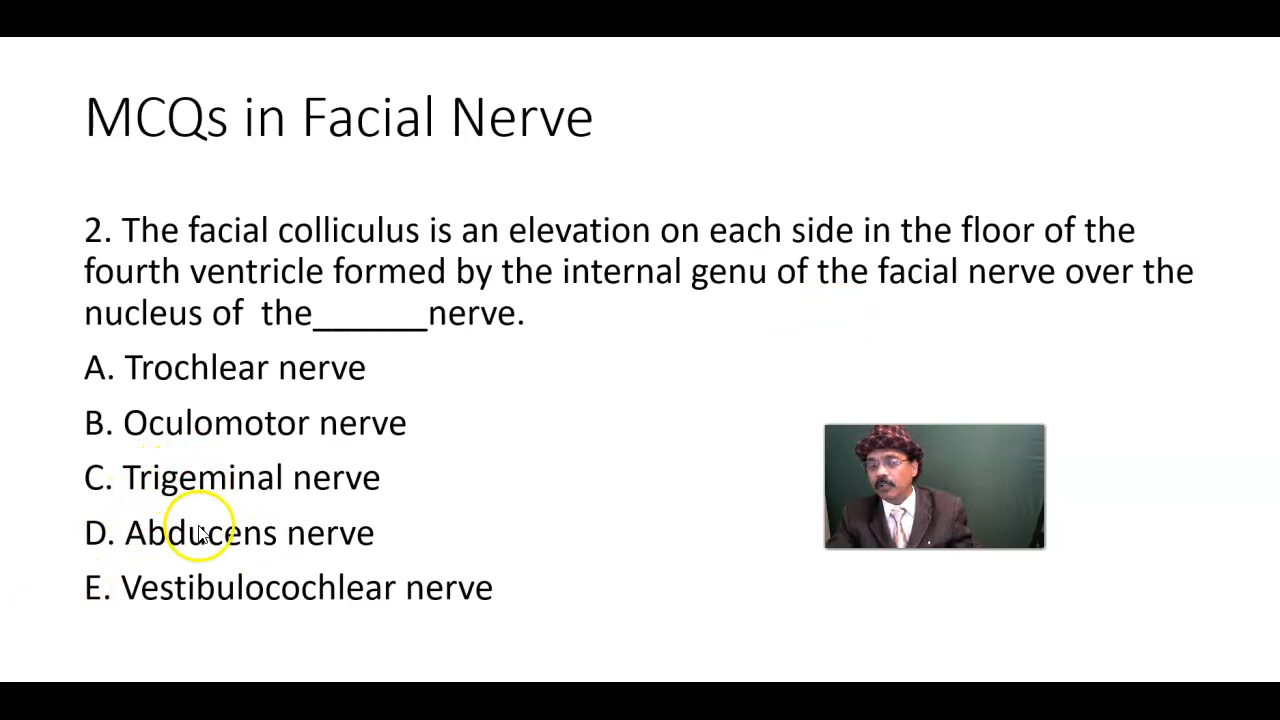 MCQs in Facial Nerve
2. The facial colliculus is an elevation on each side in the floor of the
fourth ventricle formed by the internal genu of the facial nerve over the
nucleus of  the______nerve.
A. Trochlear nerve
B. Oculomotor nerve
C. Trigeminal nerve
D. Abducens nerve
E. Vestibulocochlear nerve